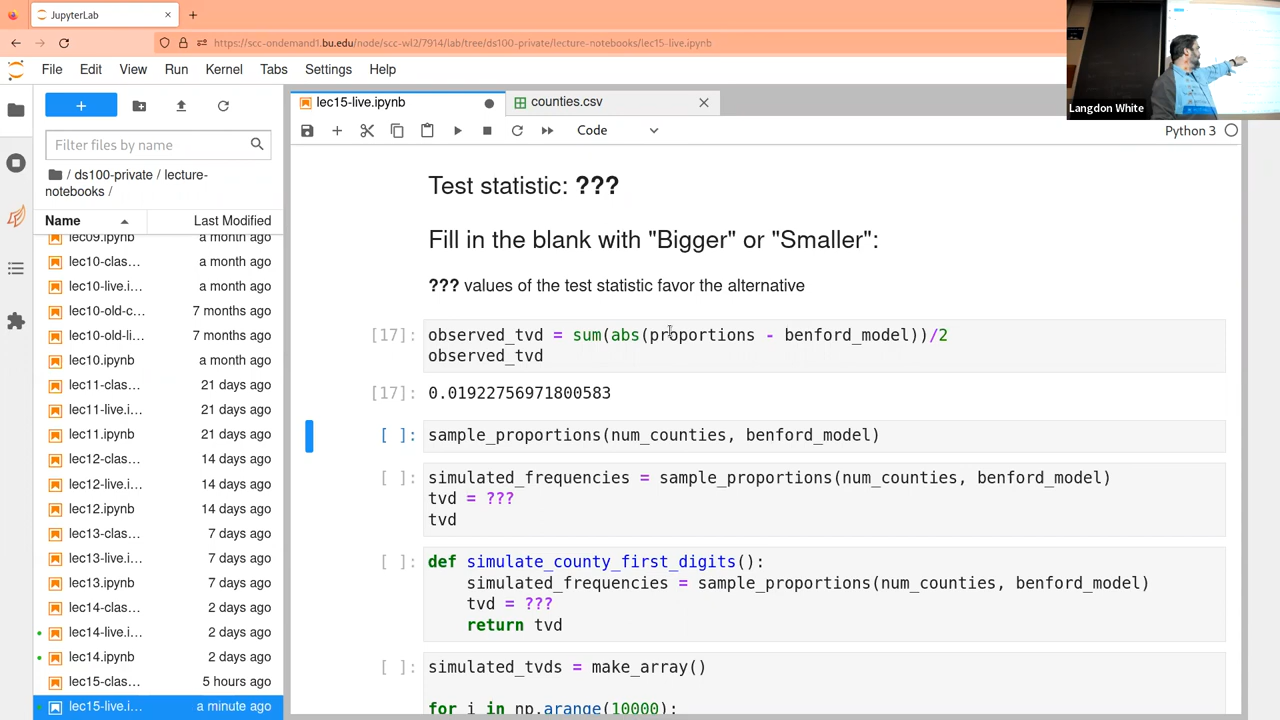 JupyterLab
https://scc-ondemand1.bu.edu/node/scc-wl2/7914/lab/tree/ds100-private/lecture-notebooks/lec15-live.ipynb
File Edit View Run Kernel Tabs Settings Help
Langdon White
lec15-live.ipynb
counties.csv
Code
Python 3
Filter files by name
/ ds100-private / lecture-
notebooks /
Name Last Modified
lec09.ipynb a month ago
lec10-clas… a month ago
lec10-live.i… a month ago
lec10-old-c… 7 months ago
lec10-old-li… 7 months ago
lec10.ipynb a month ago
lec11-clas… 21 days ago
lec11-live.i… 21 days ago
lec11.ipynb 21 days ago
lec12-clas… 14 days ago
lec12-live.i… 14 days ago
lec12.ipynb 14 days ago
lec13-clas… 7 days ago
lec13-live.i… 7 days ago
lec13.ipynb 7 days ago
lec14-clas… 2 days ago
lec14-live.i… 2 days ago
lec14.ipynb 2 days ago
lec15-clas… 5 hours ago
lec15-live.i… a minute ago
Test statistic: ???
Fill in the blank with "Bigger" or "Smaller":
??? values of the test statistic favor the alternative
[17]: observed_tvd = sum(abs(proportions - benford_model))/2
observed_tvd
[17]: 0.01922756971800583
[ ]: sample_proportions(num_counties, benford_model)
[ ]: simulated_frequencies = sample_proportions(num_counties, benford_model)
tvd = ???
tvd
[ ]: def simulate_county_first_digits():
simulated_frequencies = sample_proportions(num_counties, benford_model)
tvd = ???
return tvd
[ ]: simulated_tvds = make_array()
for i in np.arange(10000):